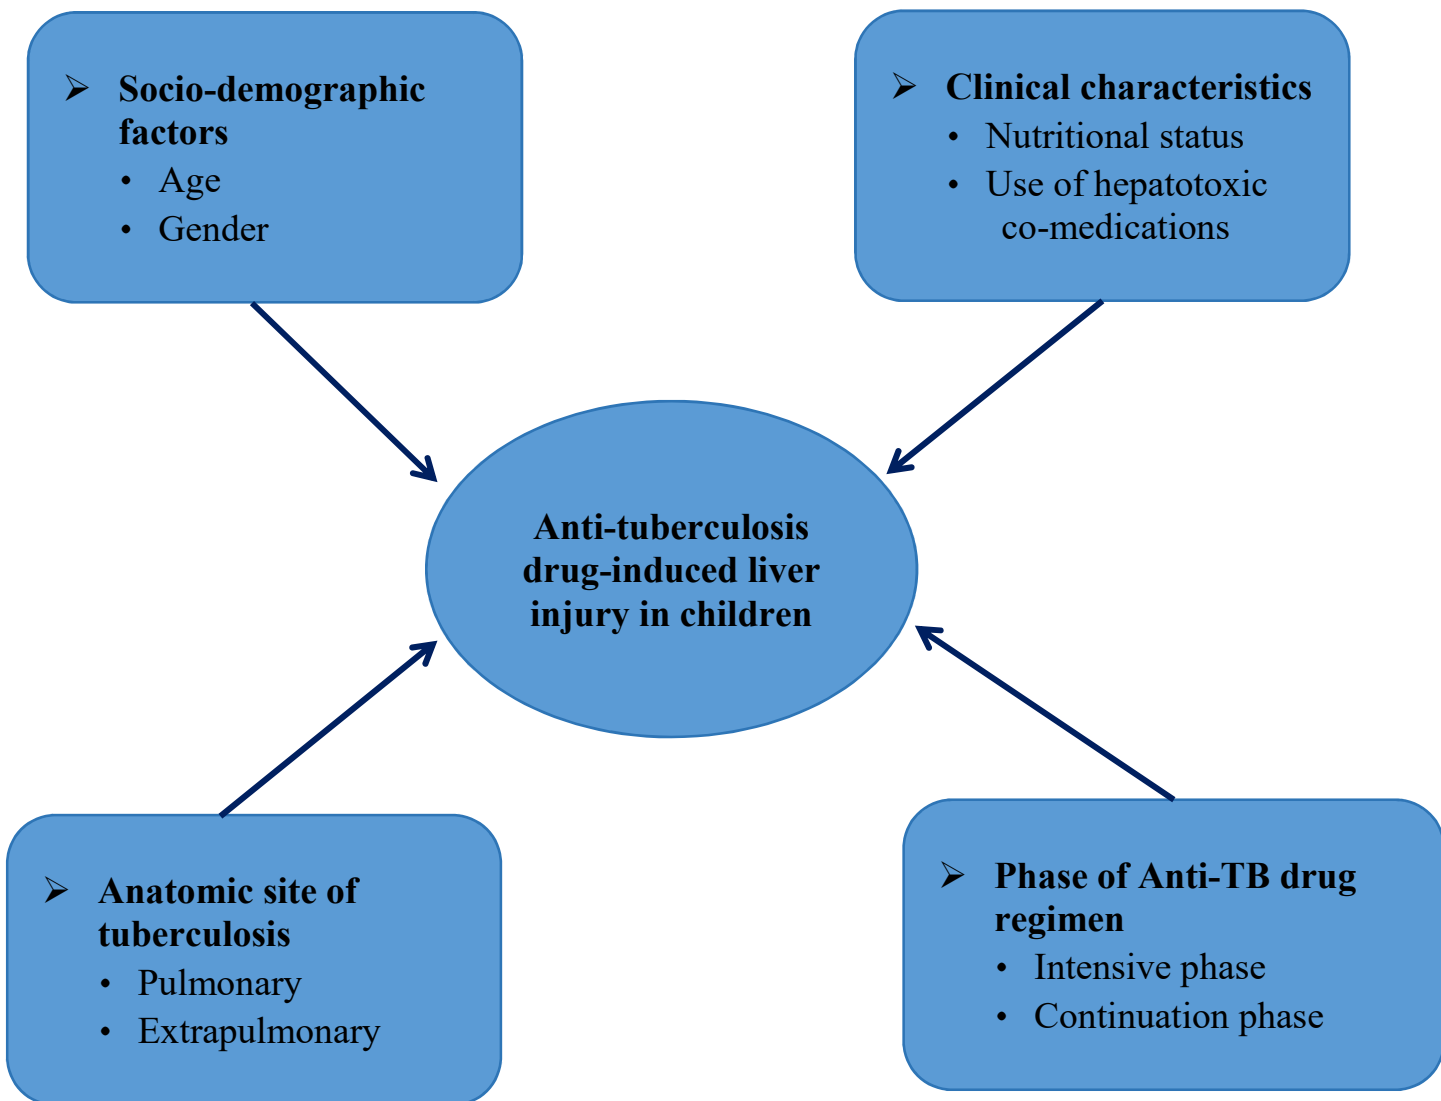 ➢ Socio-demographic
factors
• Age
• Gender
➢ Clinical characteristics
• Nutritional status
• Use of hepatotoxic
co-medications
Anti-tuberculosis
drug-induced liver
injury in children
➢ Anatomic site of
tuberculosis
• Pulmonary
• Extrapulmonary
➢ Phase of Anti-TB drug
regimen
• Intensive phase
• Continuation phase